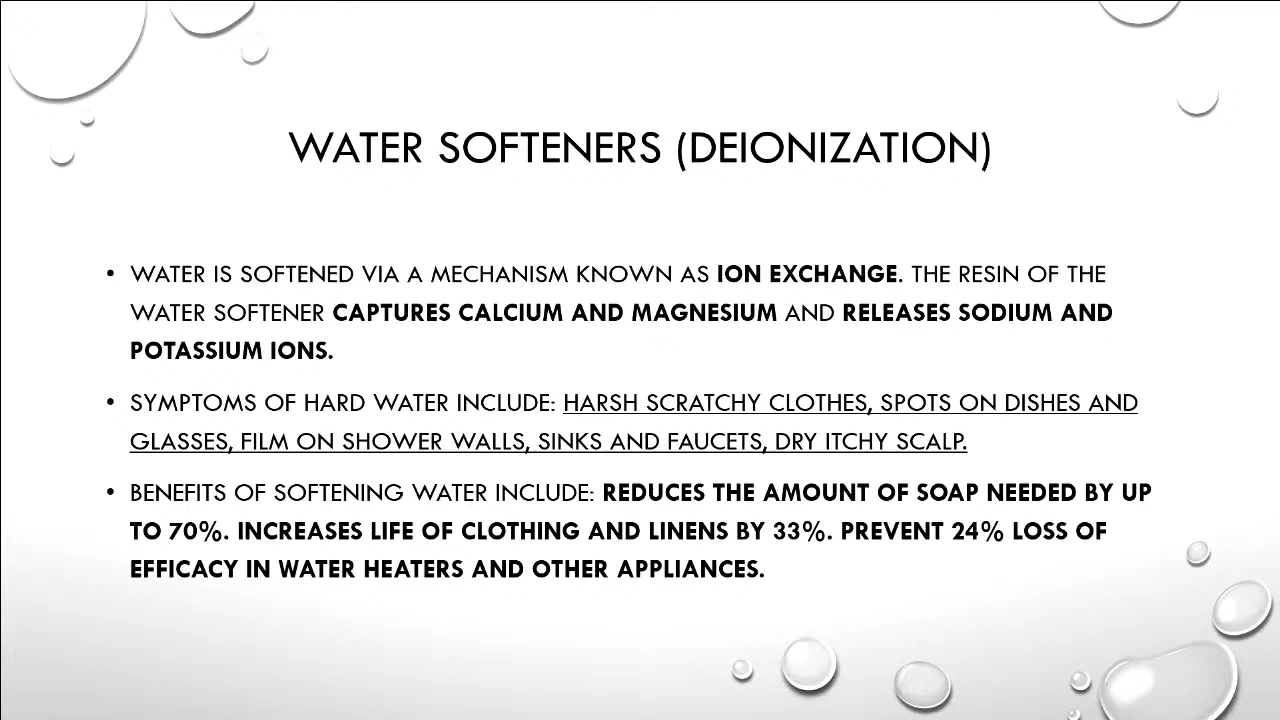 WATER SOFTENERS (DEIONIZATION)
• WATER IS SOFTENED VIA A MECHANISM KNOWN AS ION EXCHANGE. THE RESIN OF THE
WATER SOFTENER CAPTURES CALCIUM AND MAGNESIUM AND RELEASES SODIUM AND
POTASSIUM IONS.
• SYMPTOMS OF HARD WATER INCLUDE: HARSH SCRATCHY CLOTHES, SPOTS ON DISHES AND
GLASSES, FILM ON SHOWER WALLS, SINKS AND FAUCETS, DRY ITCHY SCALP.
• BENEFITS OF SOFTENING WATER INCLUDE: REDUCES THE AMOUNT OF SOAP NEEDED BY UP
TO 70%. INCREASES LIFE OF CLOTHING AND LINENS BY 33%. PREVENT 24% LOSS OF
EFFICACY IN WATER HEATERS AND OTHER APPLIANCES.